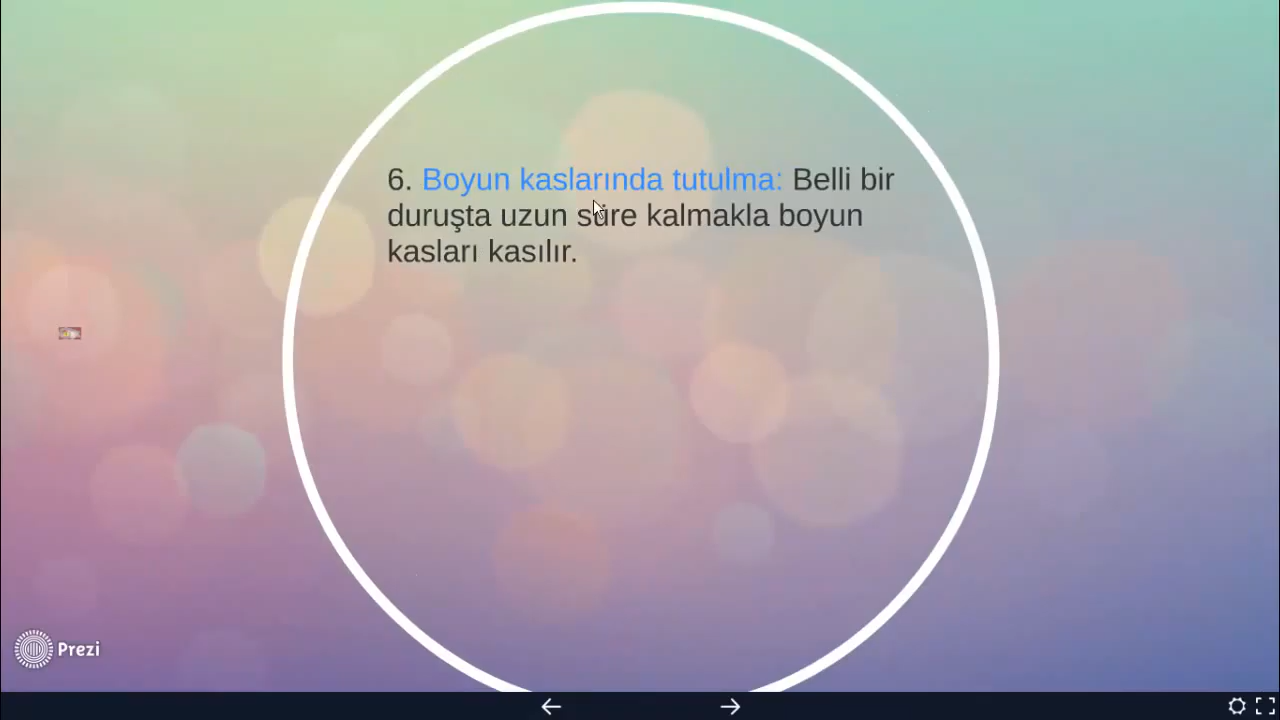 6. Boyun kaslarında tutulma: Belli bir
duruşta uzun süre kalmakla boyun
kasları kasılır.
Prezi